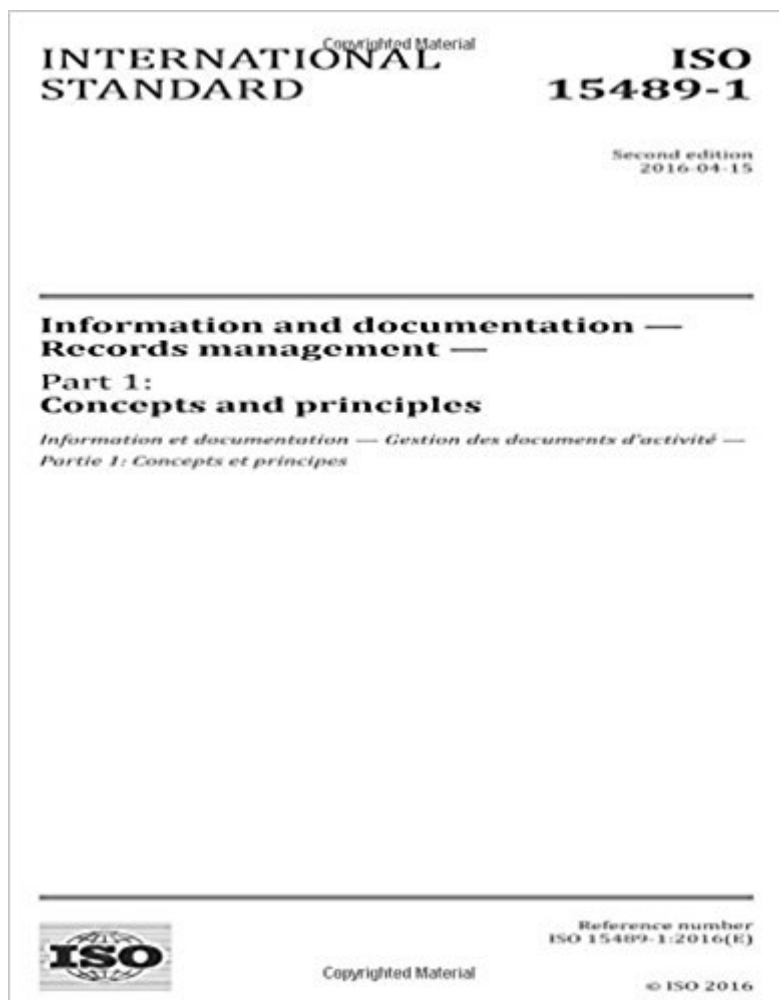 Copyrighted Material
INTERNATIONAL
STANDARD
ISO
15489-1
Second edition
2016-04-15
Information and documentation —
Records management —
Part 1:
Concepts and principles
Information et documentation — Gestion des documents d'activité —
Partie 1: Concepts et principes
ISO
Reference number
ISO 15489-1:2016(E)
Copyrighted Material
© ISO 2016